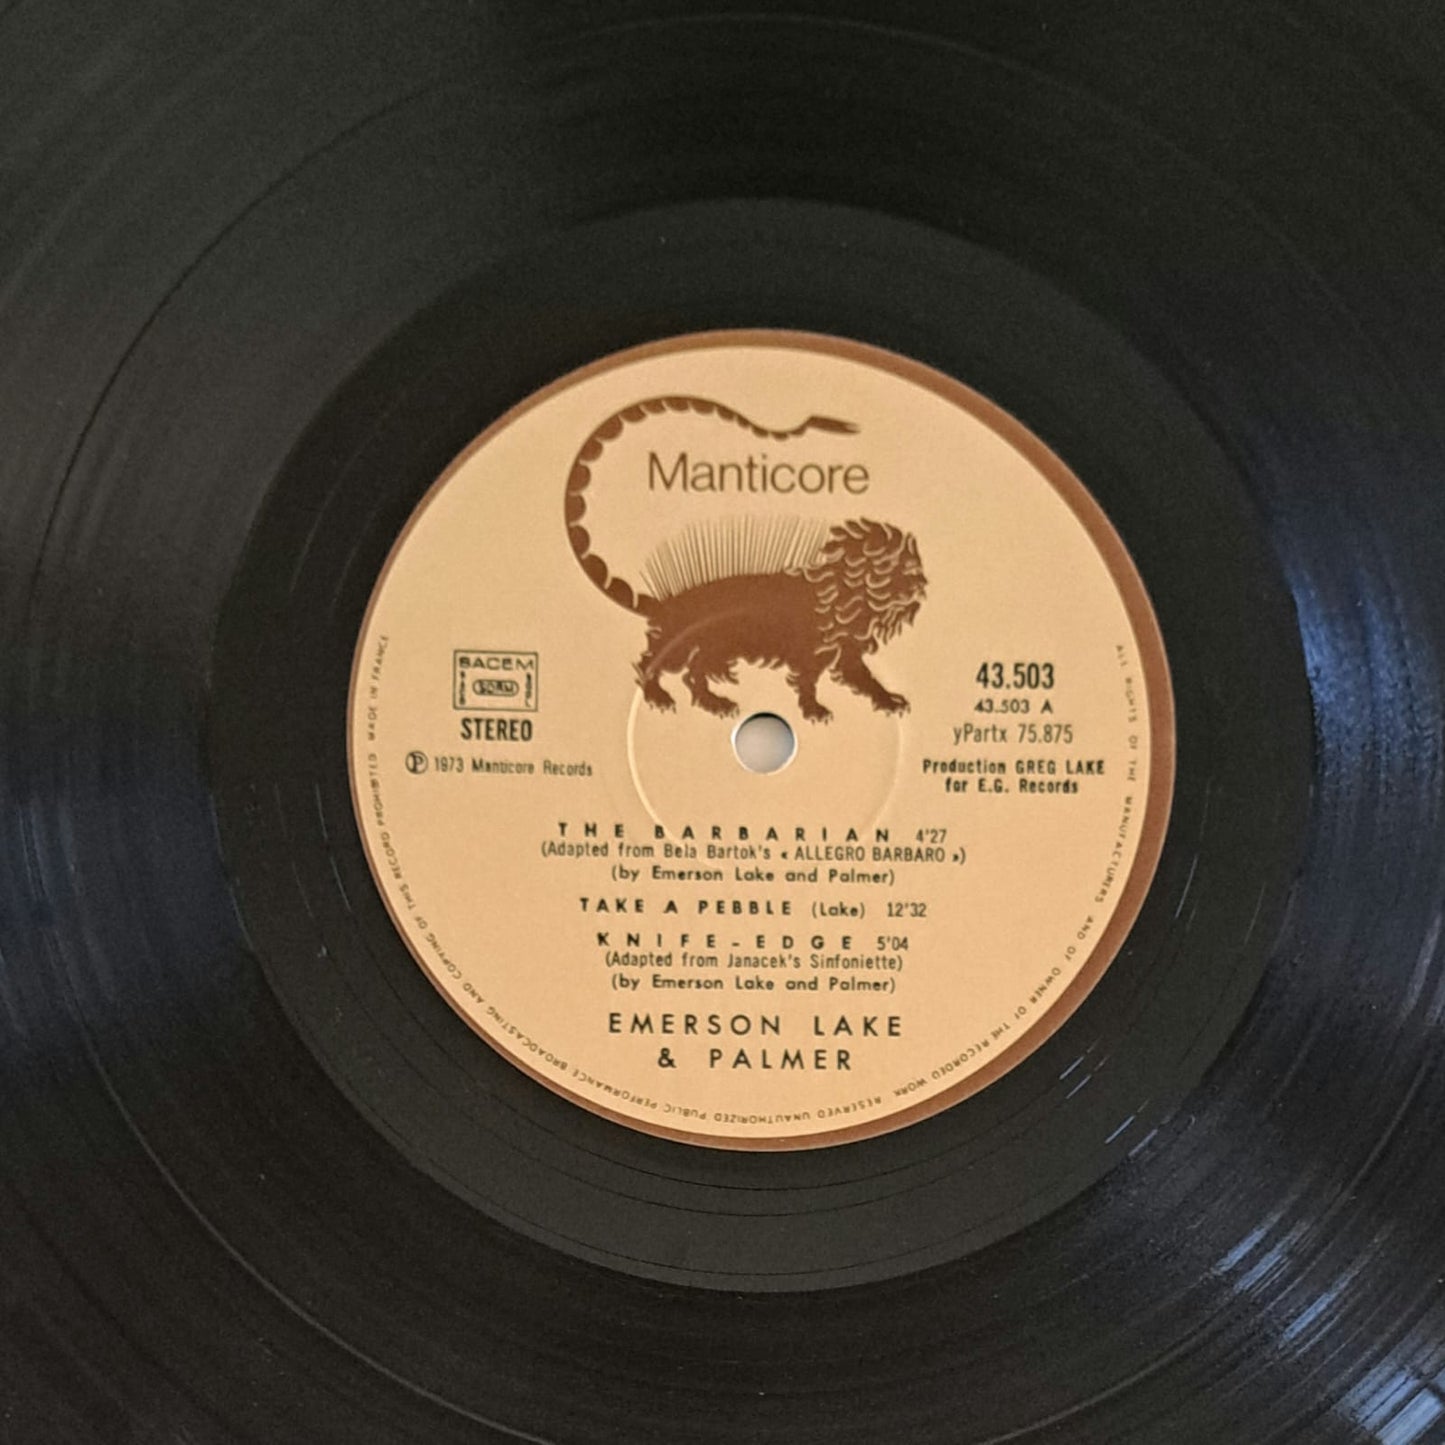 Manticore
SACEM
STEREO
Ⓟ 1973 Manticore Records
43.503
43.503 A
yPartx 75.875
Production GREG LAKE
for E.G. Records
THE BARBARIAN 4'27
(Adapted from Bela Bartok's « ALLEGRO BARBARO »)
(by Emerson Lake and Palmer)
TAKE A PEBBLE (Lake) 12'32
KNIFE-EDGE 5'04
(Adapted from Janacek's Sinfoniette)
(by Emerson Lake and Palmer)
EMERSON LAKE
& PALMER
ALL RIGHTS OF THE MANUFACTURERS AND OF OWNER OF THE RECORDED WORK RESERVED UNAUTHORIZED PUBLIC PERFORMANCE BROADCASTING AND COPYING OF THIS RECORD PROHIBITED MADE IN FRANCE